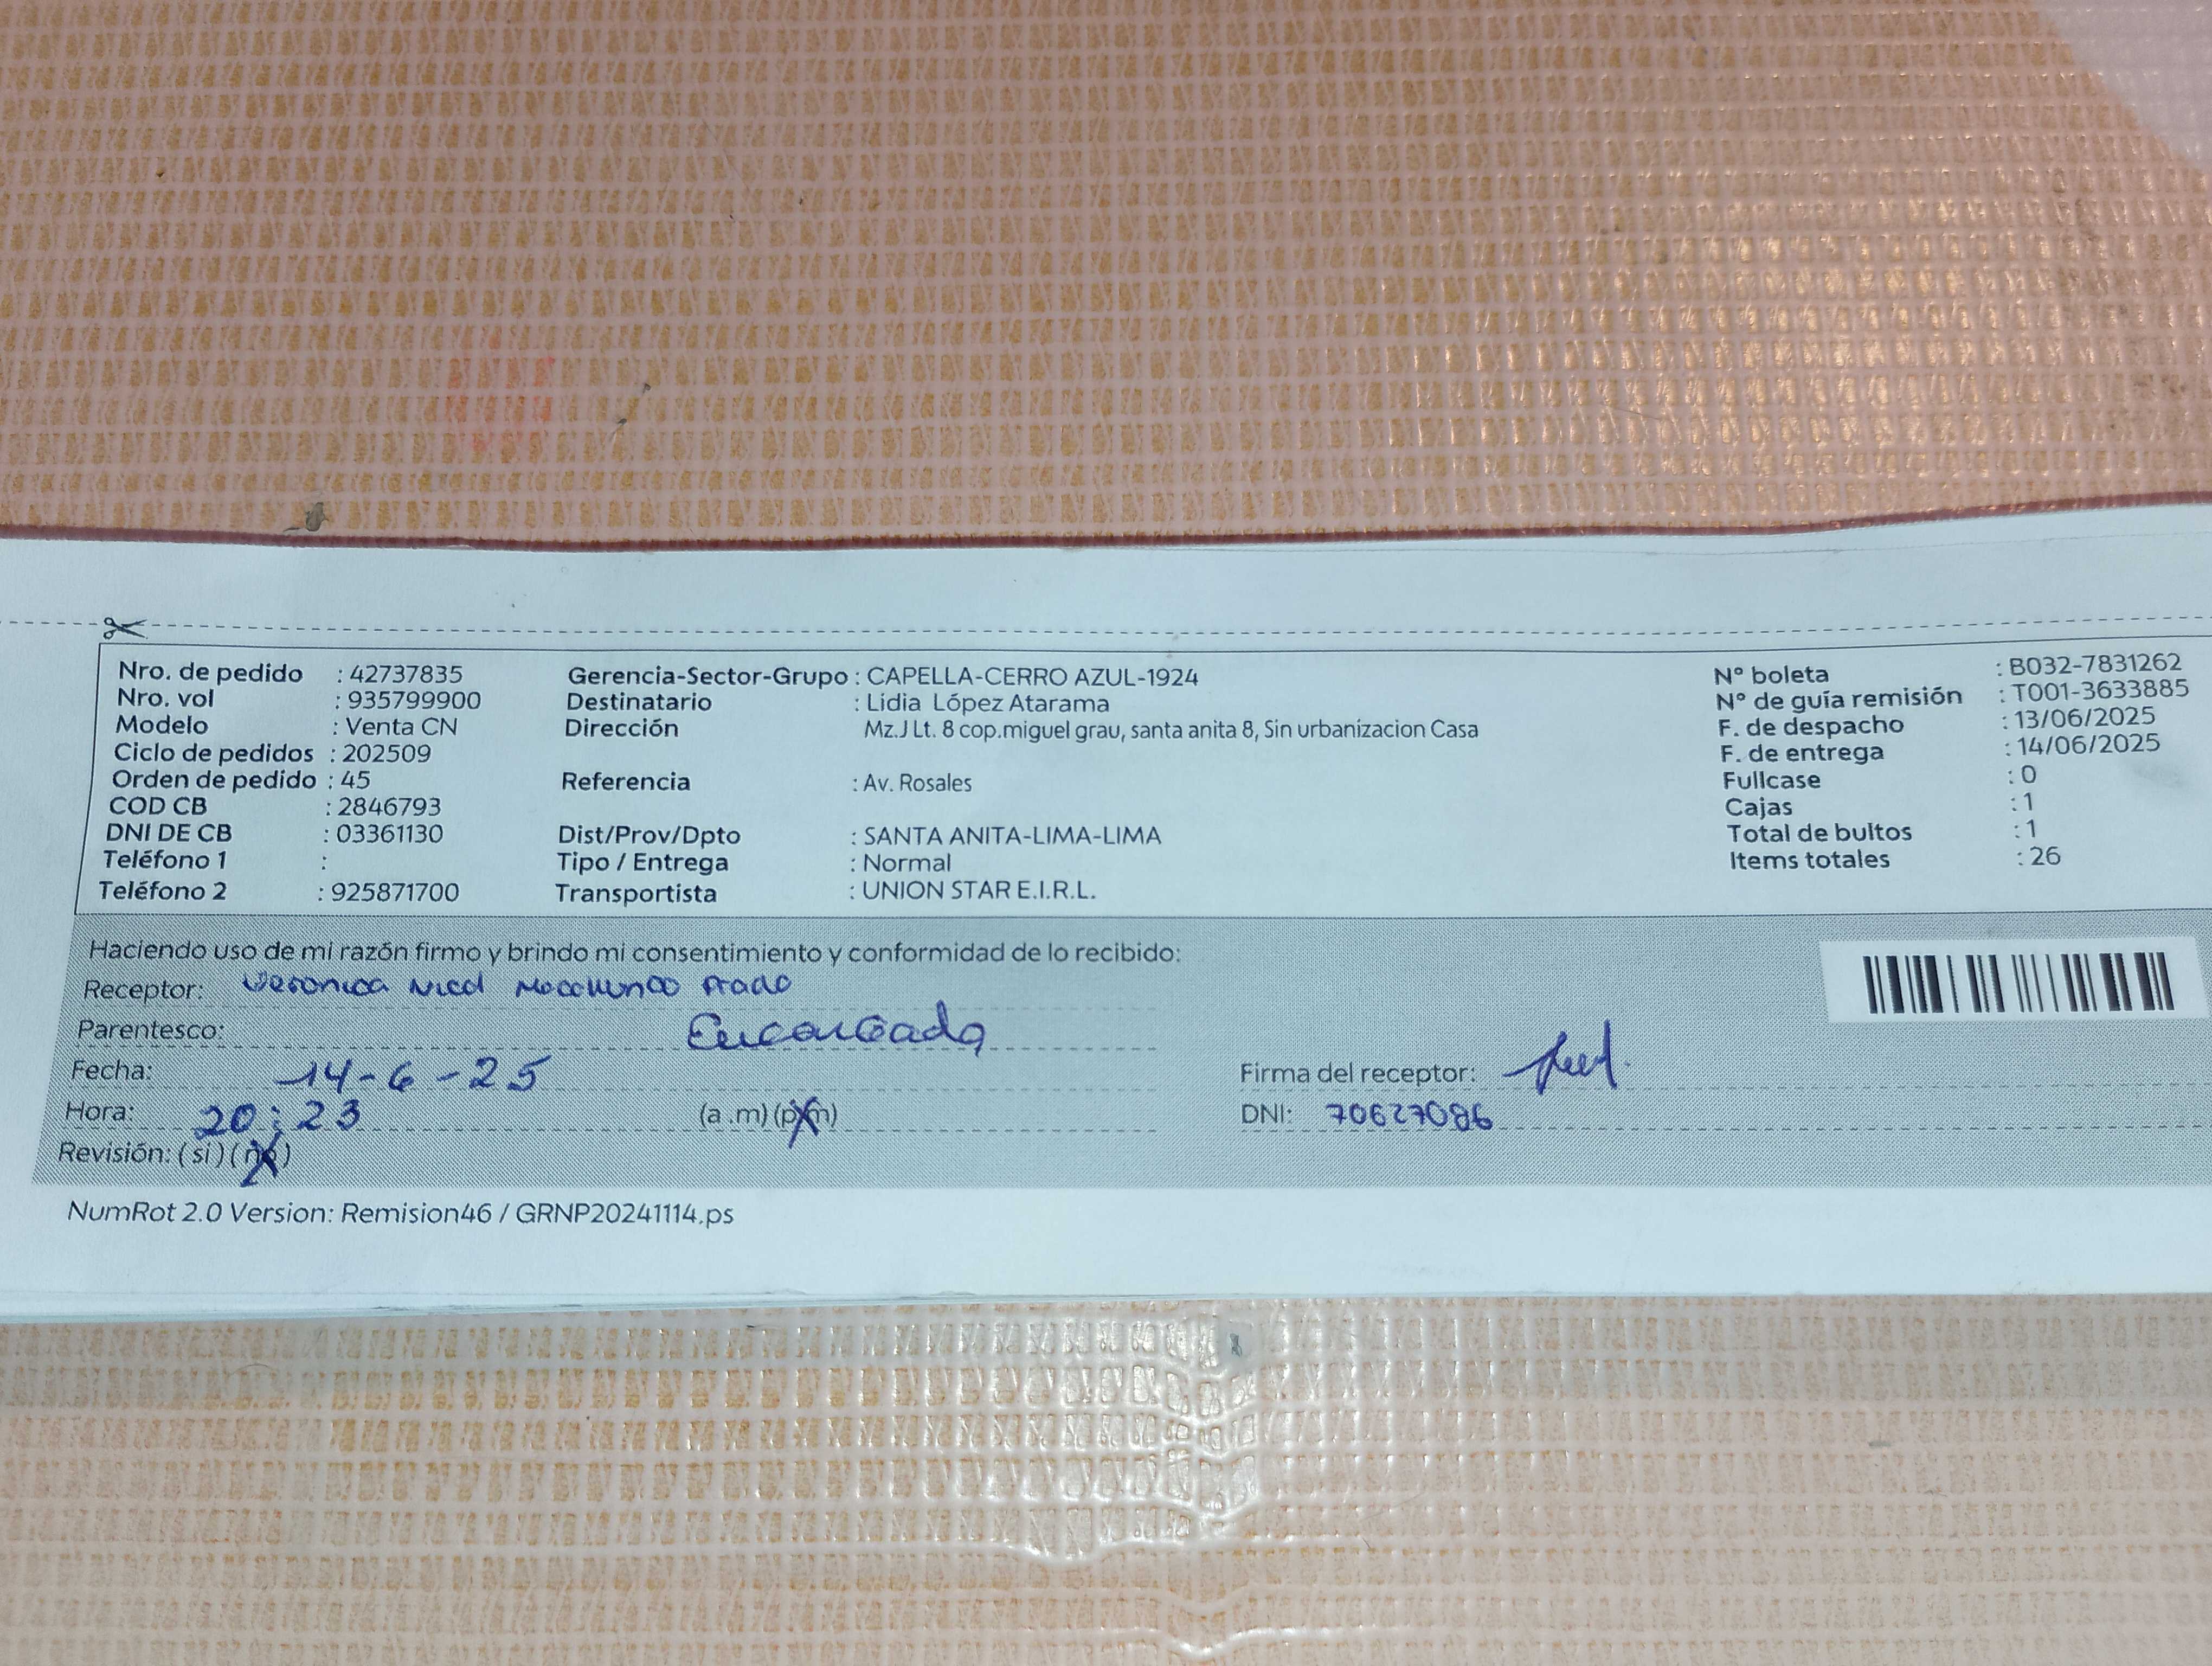 Nro. de pedido : 42737835
Nro. vol : 935799900
Modelo : Venta CN
Ciclo de pedidos : 202509
Orden de pedido : 45
COD CB : 2846793
DNI DE CB : 03361130
Teléfono 1 :
Teléfono 2 : 925871700
Gerencia-Sector-Grupo : CAPELLA-CERRO AZUL-1924
Destinatario : Lidia López Atarama
Dirección Mz.J Lt. 8 cop.miguel grau, santa anita 8, Sin urbanizacion Casa
Referencia : Av. Rosales
Dist/Prov/Dpto : SANTA ANITA-LIMA-LIMA
Tipo / Entrega : Normal
Transportista : UNION STAR E.I.R.L.
N° boleta : B032-7831262
N° de guía remisión : T001-3633885
F. de despacho : 13/06/2025
F. de entrega : 14/06/2025
Fullcase : 0
Cajas : 1
Total de bultos : 1
Items totales : 26
Haciendo uso de mi razón firmo y brindo mi consentimiento y conformidad de lo recibido:
Receptor: Veronica Prado
Parentesco: Encargada
Fecha: 14-6-25
Hora: 20:23 (a.m) (p.m)
Revisión: (si) (no)
Firma del receptor:
DNI: 70627086
NumRot 2.0 Version: Remision46 / GRNP20241114.ps